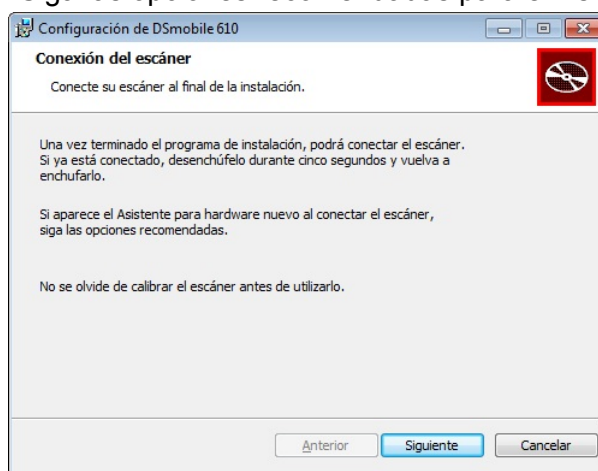 Configuración de DSmobile 610
Conexión del escáner
Conecte su escáner al final de la instalación.
Una vez terminado el programa de instalación, podrá conectar el escáner.
Si ya está conectado, desenchúfelo durante cinco segundos y vuelva a
enchufarlo.
Si aparece el Asistente para hardware nuevo al conectar el escáner,
siga las opciones recomendadas.
No se olvide de calibrar el escáner antes de utilizarlo.
Anterior Siguiente Cancelar